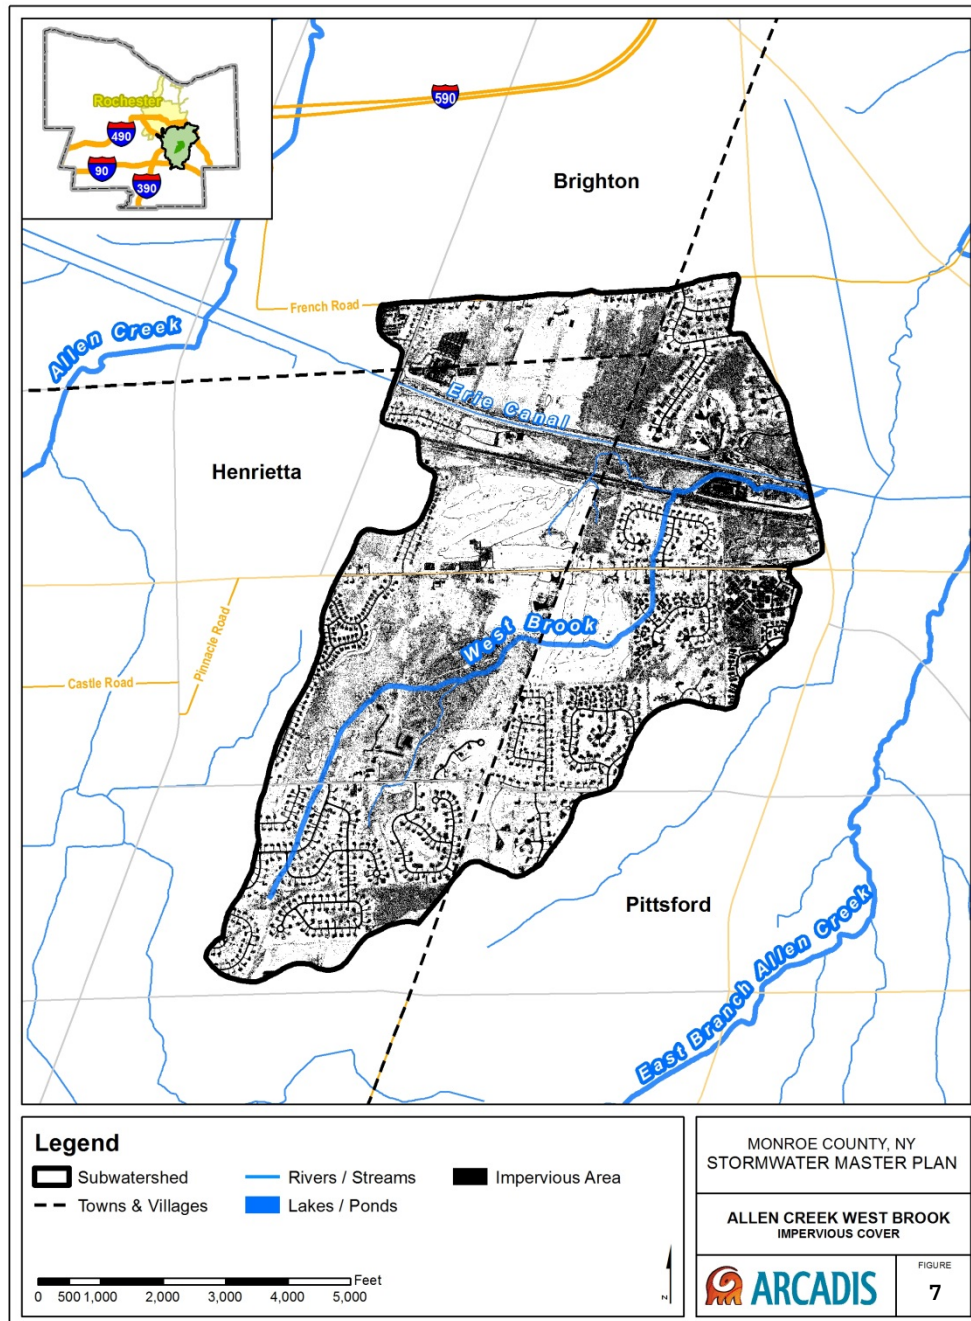 Rochester
490
90
390
590
Brighton
French Road
Allen Creek
Erie Canal
Henrietta
West Brook
Pinnacle Road
Castle Road
Pittsford
East Branch Allen Creek
Legend
Subwatershed
Rivers / Streams
Impervious Area
Towns & Villages
Lakes / Ponds
Feet
0 500 1,000 2,000 3,000 4,000 5,000
N
MONROE COUNTY, NY
STORMWATER MASTER PLAN
ALLEN CREEK WEST BROOK
IMPERVIOUS COVER
ARCADIS
FIGURE
7